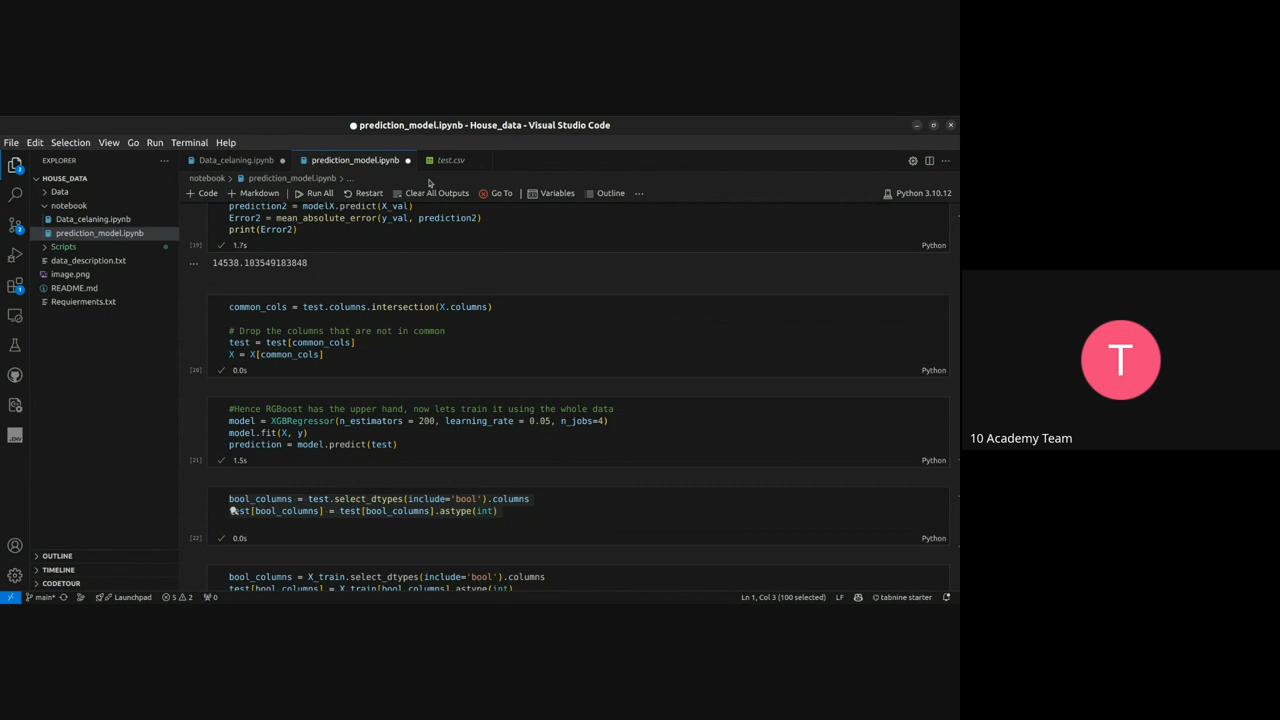 prediction_model.ipynb - House_data - Visual Studio Code
File Edit Selection View Go Run Terminal Help
EXPLORER
HOUSE_DATA
Data
notebook
Data_celaning.ipynb
prediction_model.ipynb
Scripts
data_description.txt
image.png
README.md
Requierments.txt
OUTLINE
TIMELINE
CODETOUR
Data_celaning.ipynb
prediction_model.ipynb
test.csv
notebook > prediction_model.ipynb > ...
+ Code + Markdown Run All Restart Clear All Outputs Go To Variables Outline ... Python 3.10.12
prediction2 = modelX.predict(X_val)
Error2 = mean_absolute_error(y_val, prediction2)
print(Error2)
[19] 1.7s Python
14538.103549183848
common_cols = test.columns.intersection(X.columns)
# Drop the columns that are not in common
test = test[common_cols]
X = X[common_cols]
[20] 0.0s Python
#Hence RGBoost has the upper hand, now lets train it using the whole data
model = XGBRegressor(n_estimators = 200, learning_rate = 0.05, n_jobs=4)
model.fit(X, y)
prediction = model.predict(test)
[21] 1.5s Python
bool_columns = test.select_dtypes(include='bool').columns
test[bool_columns] = test[bool_columns].astype(int)
[22] 0.0s Python
bool_columns = X_train.select_dtypes(include='bool').columns
test[bool_columns] = X_train[bool_columns].astype(int)
main* Launchpad 5 2 0 Ln 1, Col 3 (100 selected) LF tabnine starter
T
10 Academy Team